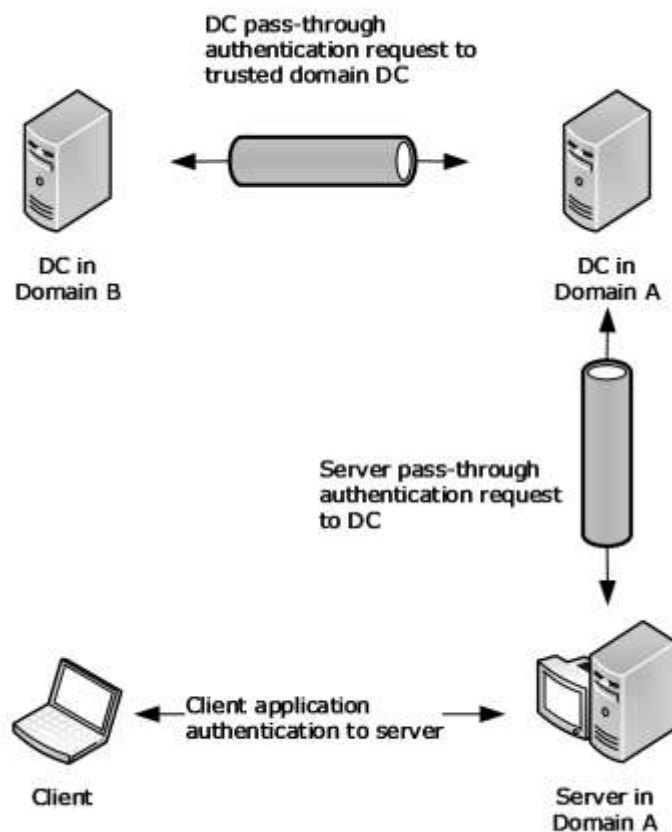 DC pass-through
authentication request to
trusted domain DC
DC in
Domain B
DC in
Domain A
Server pass-through
authentication request
to DC
Client application
authentication to server
Client
Server in
Domain A